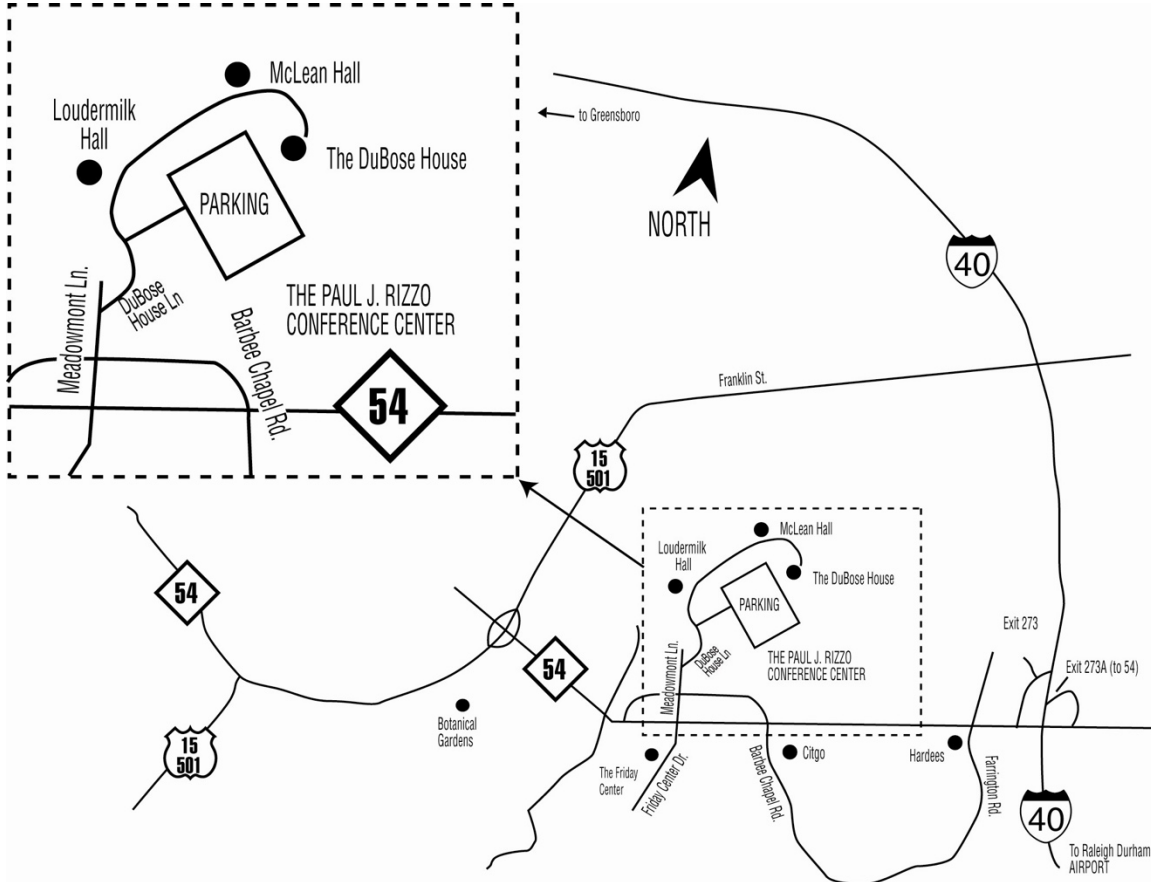 McLean Hall
Loudermilk
Hall
The DuBose House
PARKING
Meadowmont Ln.
DuBose
House Ln
THE PAUL J. RIZZO
CONFERENCE CENTER
Barbee Chapel Rd.
54
to Greensboro
NORTH
40
Franklin St.
15
501
McLean Hall
Loudermilk
Hall
The DuBose House
PARKING
54
Exit 273
DuBose
House Ln
Meadowmont Ln.
THE PAUL J. RIZZO
CONFERENCE CENTER
54
Exit 273A (to 54)
Botanical
Gardens
15
501
The Friday
Center
Friday Center Dr.
Barbee Chapel Rd.
Citgo
Hardees
Farrington Rd.
40
To Raleigh Durham
AIRPORT